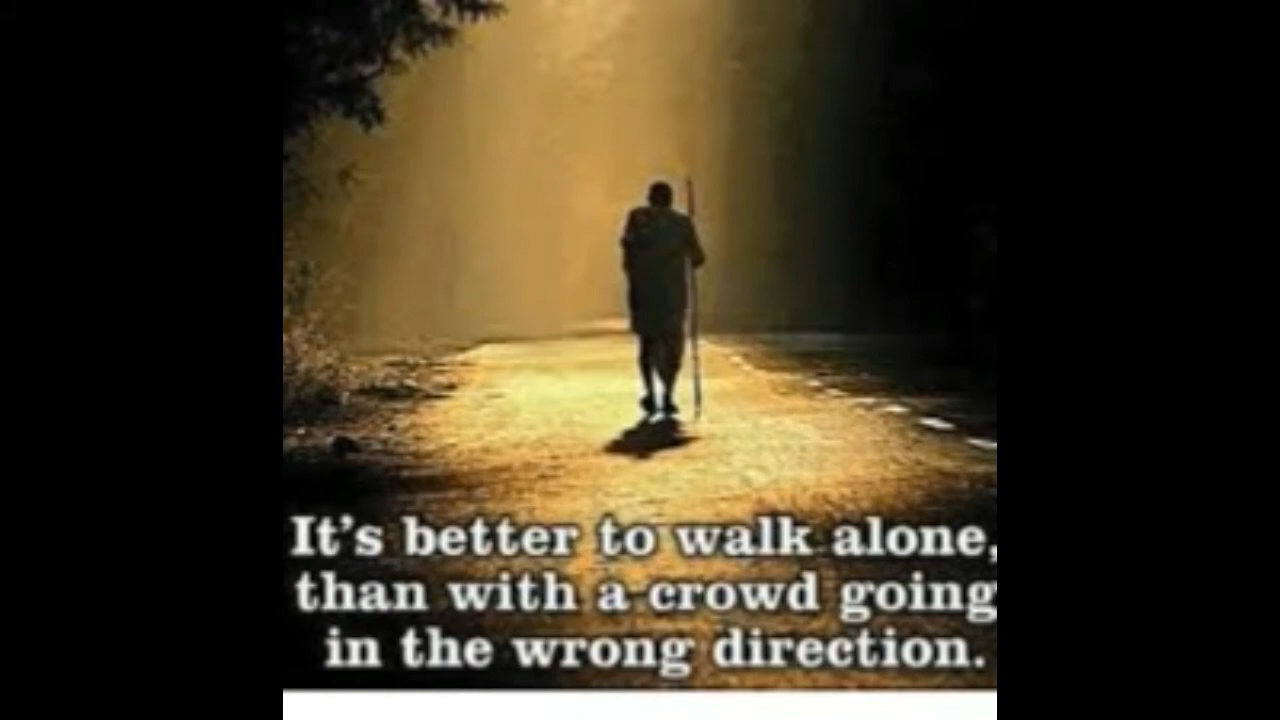 It's better to walk alone,
than with a crowd going
in the wrong direction.